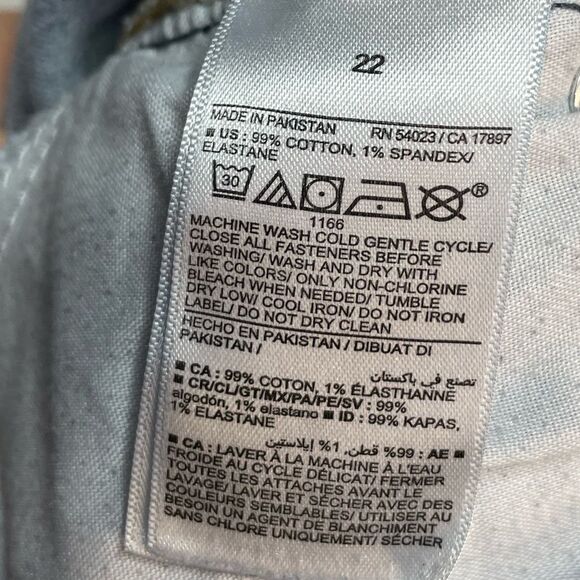 22
MADE IN PAKISTAN RN 54023 / CA 17897
■ US : 99% COTTON, 1% SPANDEX/
ELASTANE
30
®
1166
MACHINE WASH COLD GENTLE CYCLE/
CLOSE ALL FASTENERS BEFORE
WASHING/ WASH AND DRY WITH
LIKE COLORS/ ONLY NON-CHLORINE
BLEACH WHEN NEEDED/ TUMBLE
DRY LOW/ COOL IRON/ DO NOT IRON
LABEL/ DO NOT DRY CLEAN
HECHO EN PAKISTAN / DIBUAT DI
PAKISTAN / تصنع في باكستان
■ CA : 99% COTON, 1% ÉLASTHANNE
■ CR/CL/GT/MX/PA/PE/SV : 99%
algodón, 1% elastano ■ ID : 99% KAPAS,
1% ELASTANE
■ AE : 99% قطن, 1% إيلاستين
■ CA : LAVER À LA MACHINE À L'EAU
FROIDE AU CYCLE DÉLICAT/ FERMER
TOUTES LES ATTACHES AVANT LE
LAVAGE/ LAVER ET SÉCHER AVEC DES
COULEURS SEMBLABLES/ UTILISER AU
BESOIN UN AGENT DE BLANCHIMENT
SANS CHLORE UNIQUEMENT/ SÉCHER